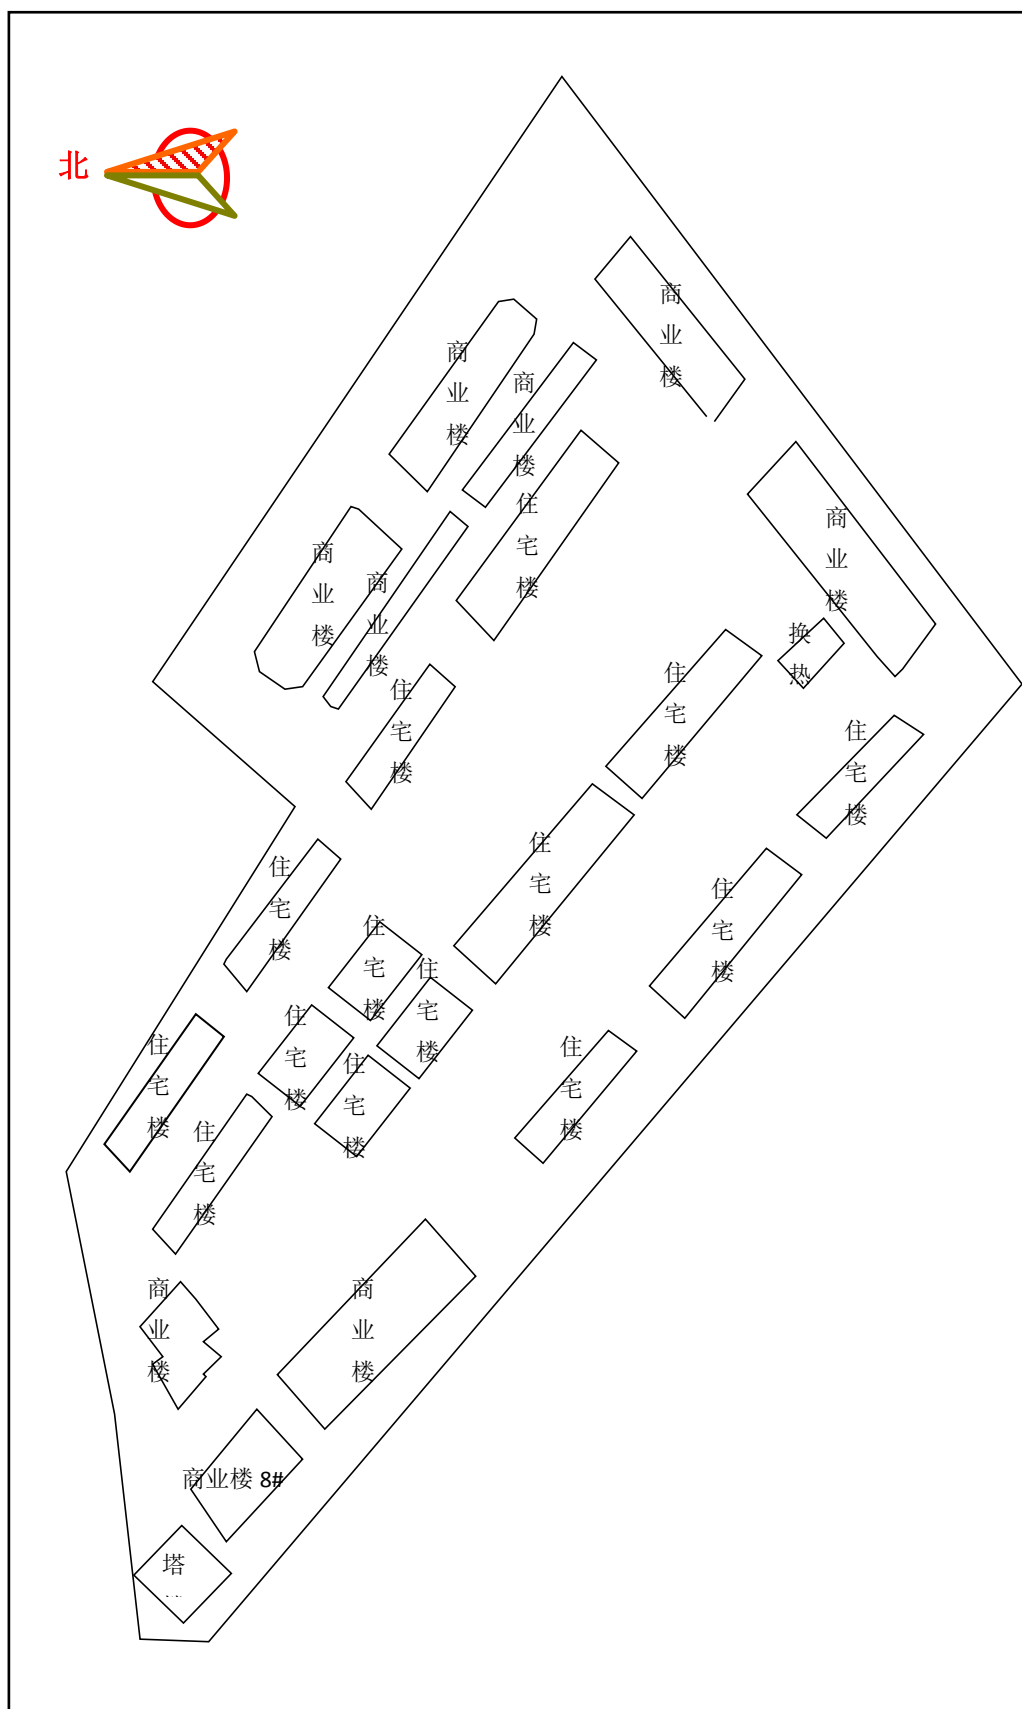 北
商
业
楼
商
业
楼
商
业
楼
住
宅
楼
商
业
楼
商
业
楼
商
业
楼
换
热
住
宅
楼
住
宅
楼
住
宅
楼
住
宅
楼
住
宅
楼
住
宅
楼
住
宅
楼
住
宅
楼
住
宅
楼
住
宅
楼
住
宅
楼
住
宅
楼
住
宅
楼
商
业
楼
商
业
楼
商业楼 8#
塔